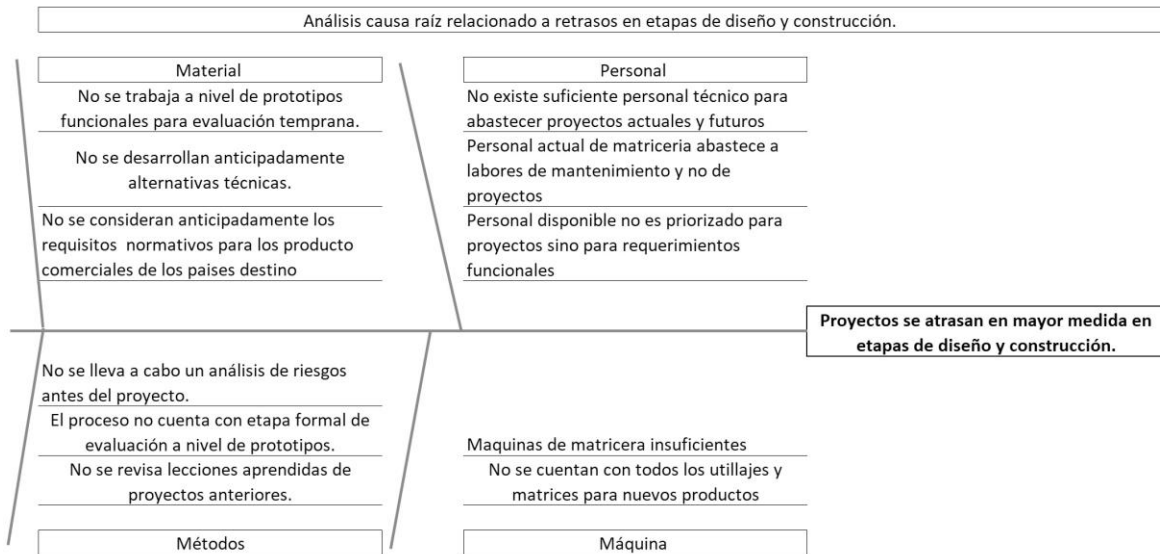 Análisis causa raíz relacionado a retrasos en etapas de diseño y construcción.
Material
No se trabaja a nivel de prototipos
funcionales para evaluación temprana.
No se desarrollan anticipadamente
alternativas técnicas.
No se consideran anticipadamente los
requisitos normativos para los producto
comerciales de los paises destino
Personal
No existe suficiente personal técnico para
abastecer proyectos actuales y futuros
Personal actual de matriceria abastece a
labores de mantenimiento y no de
proyectos
Personal disponible no es priorizado para
proyectos sino para requerimientos
funcionales
Proyectos se atrasan en mayor medida en
etapas de diseño y construcción.
No se lleva a cabo un análisis de riesgos
antes del proyecto.
El proceso no cuenta con etapa formal de
evaluación a nivel de prototipos.
No se revisa lecciones aprendidas de
proyectos anteriores.
Métodos
Maquinas de matricera insuficientes
No se cuentan con todos los utillajes y
matrices para nuevos productos
Máquina